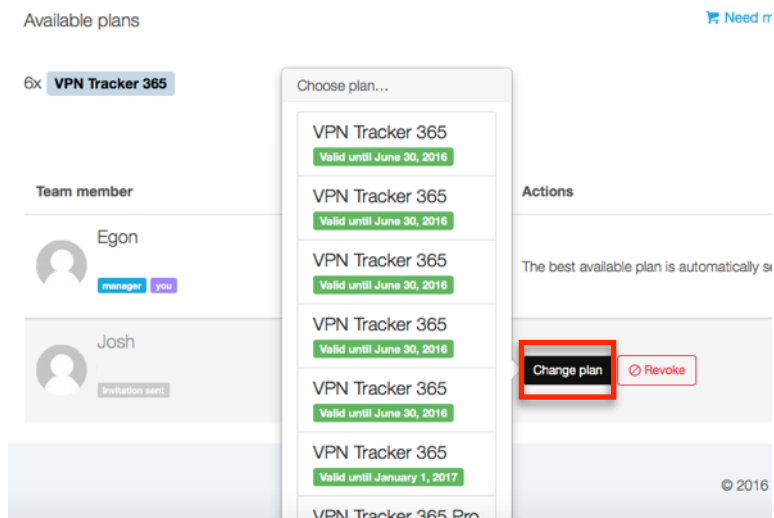 Available plans
Need m
6x VPN Tracker 365
Choose plan...
VPN Tracker 365
Valid until June 30, 2016
VPN Tracker 365
Valid until June 30, 2016
VPN Tracker 365
Valid until June 30, 2016
VPN Tracker 365
Valid until June 30, 2016
VPN Tracker 365
Valid until June 30, 2016
VPN Tracker 365
Valid until January 1, 2017
VPN Tracker 365 Pro
Team member
Actions
Egon
manager you
The best available plan is automatically se
Josh
Invitation sent
Change plan
Revoke
© 2016